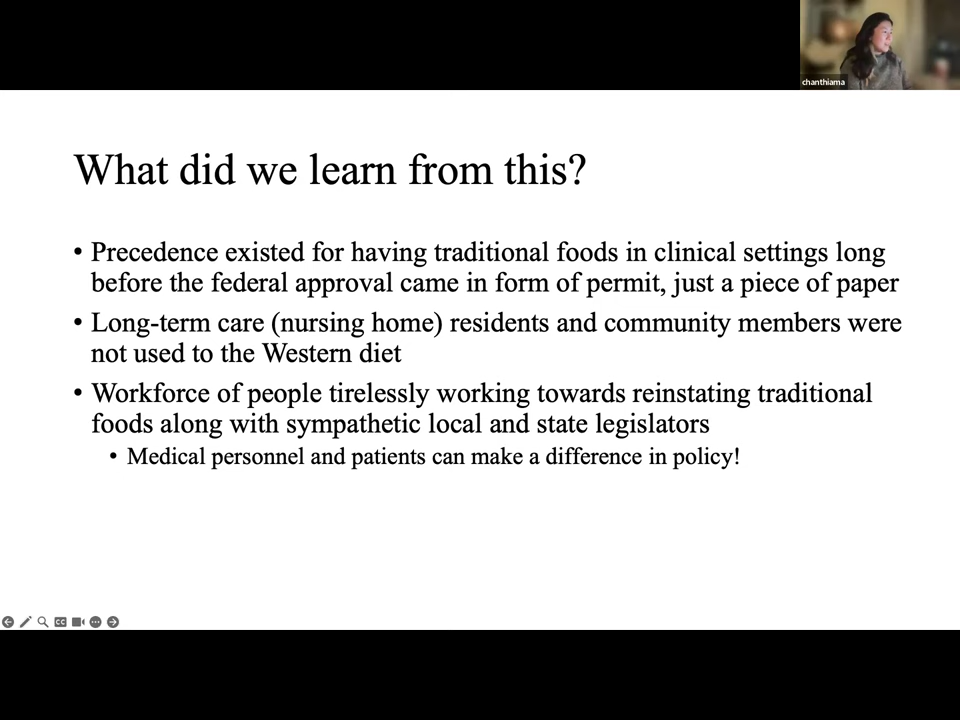 chanthiama
What did we learn from this?
• Precedence existed for having traditional foods in clinical settings long
before the federal approval came in form of permit, just a piece of paper
• Long-term care (nursing home) residents and community members were
not used to the Western diet
• Workforce of people tirelessly working towards reinstating traditional
foods along with sympathetic local and state legislators
• Medical personnel and patients can make a difference in policy!
CC